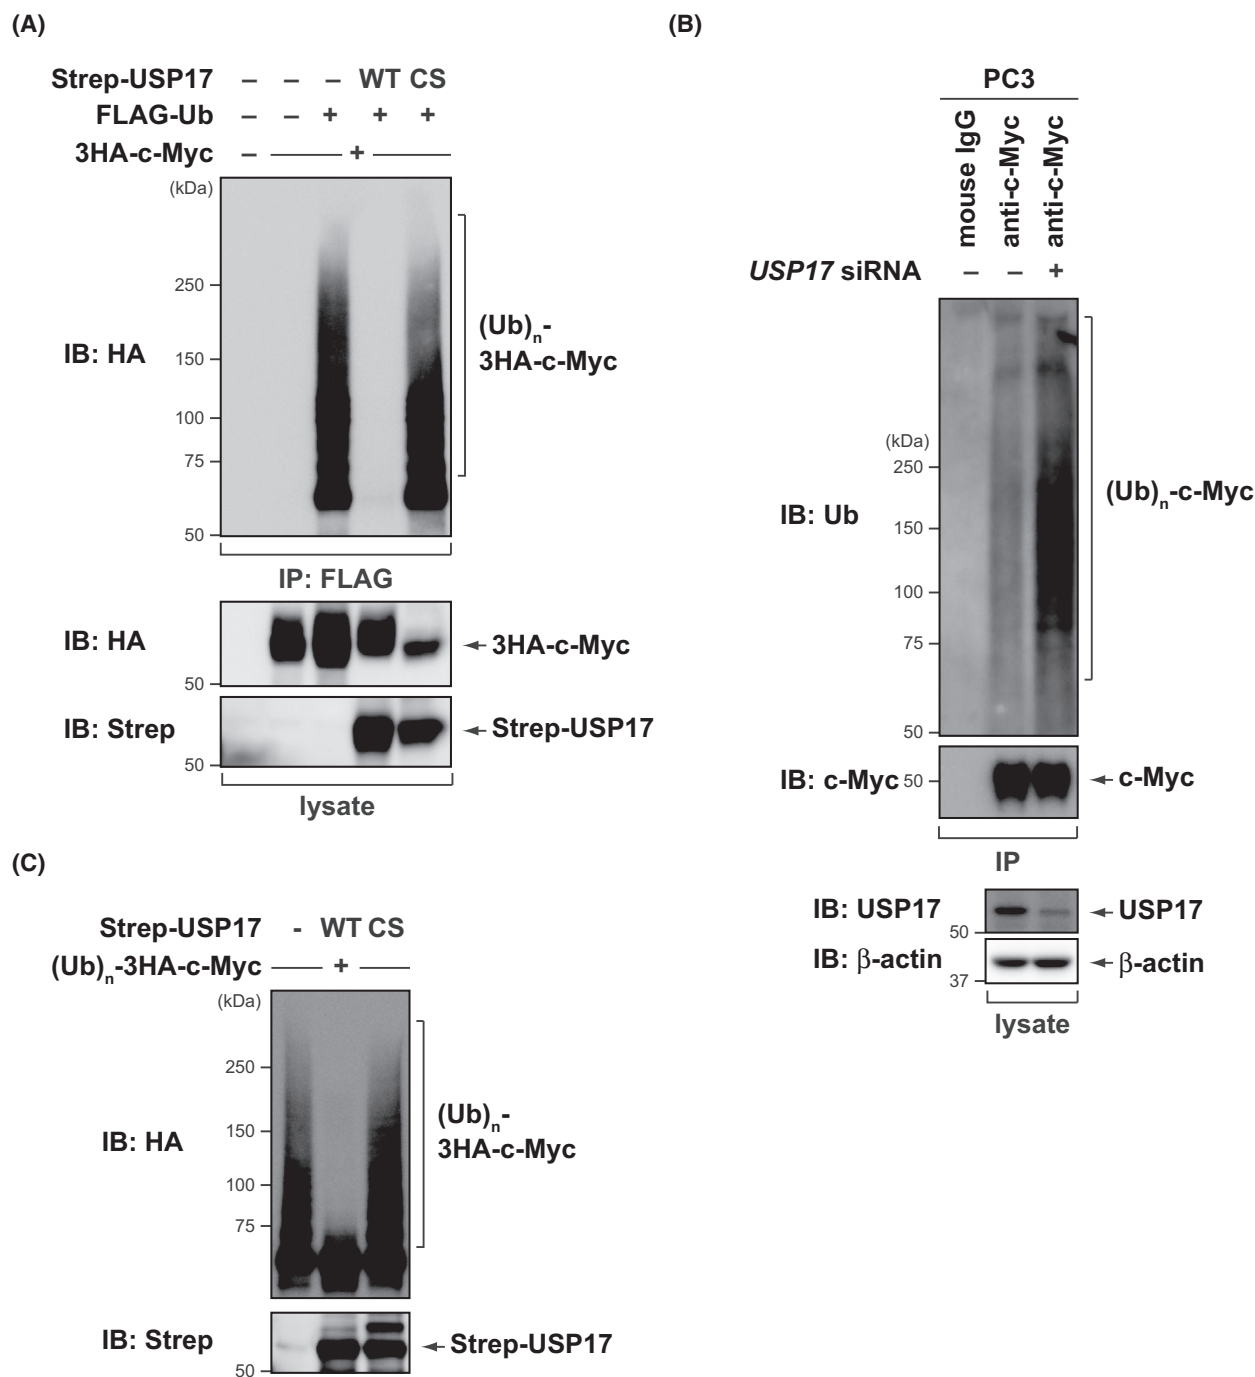 (A)
Strep-USP17 – – – WT CS
FLAG-Ub – – + + +
3HA-c-Myc – +
(kDa)
250
150
100
75
50
IB: HA
(Ub)n-
3HA-c-Myc
IP: FLAG
IB: HA
3HA-c-Myc
50
IB: Strep
Strep-USP17
50
lysate
(B)
PC3
mouse IgG
anti-c-Myc
anti-c-Myc
USP17 siRNA – – +
(kDa)
250
150
100
75
50
IB: Ub
(Ub)n-c-Myc
IB: c-Myc 50
c-Myc
IP
IB: USP17
USP17
50
IB: β-actin
β-actin
37
lysate
(C)
Strep-USP17 - WT CS
(Ub)n-3HA-c-Myc +
(kDa)
250
150
100
75
IB: HA
(Ub)n-
3HA-c-Myc
IB: Strep
Strep-USP17
50